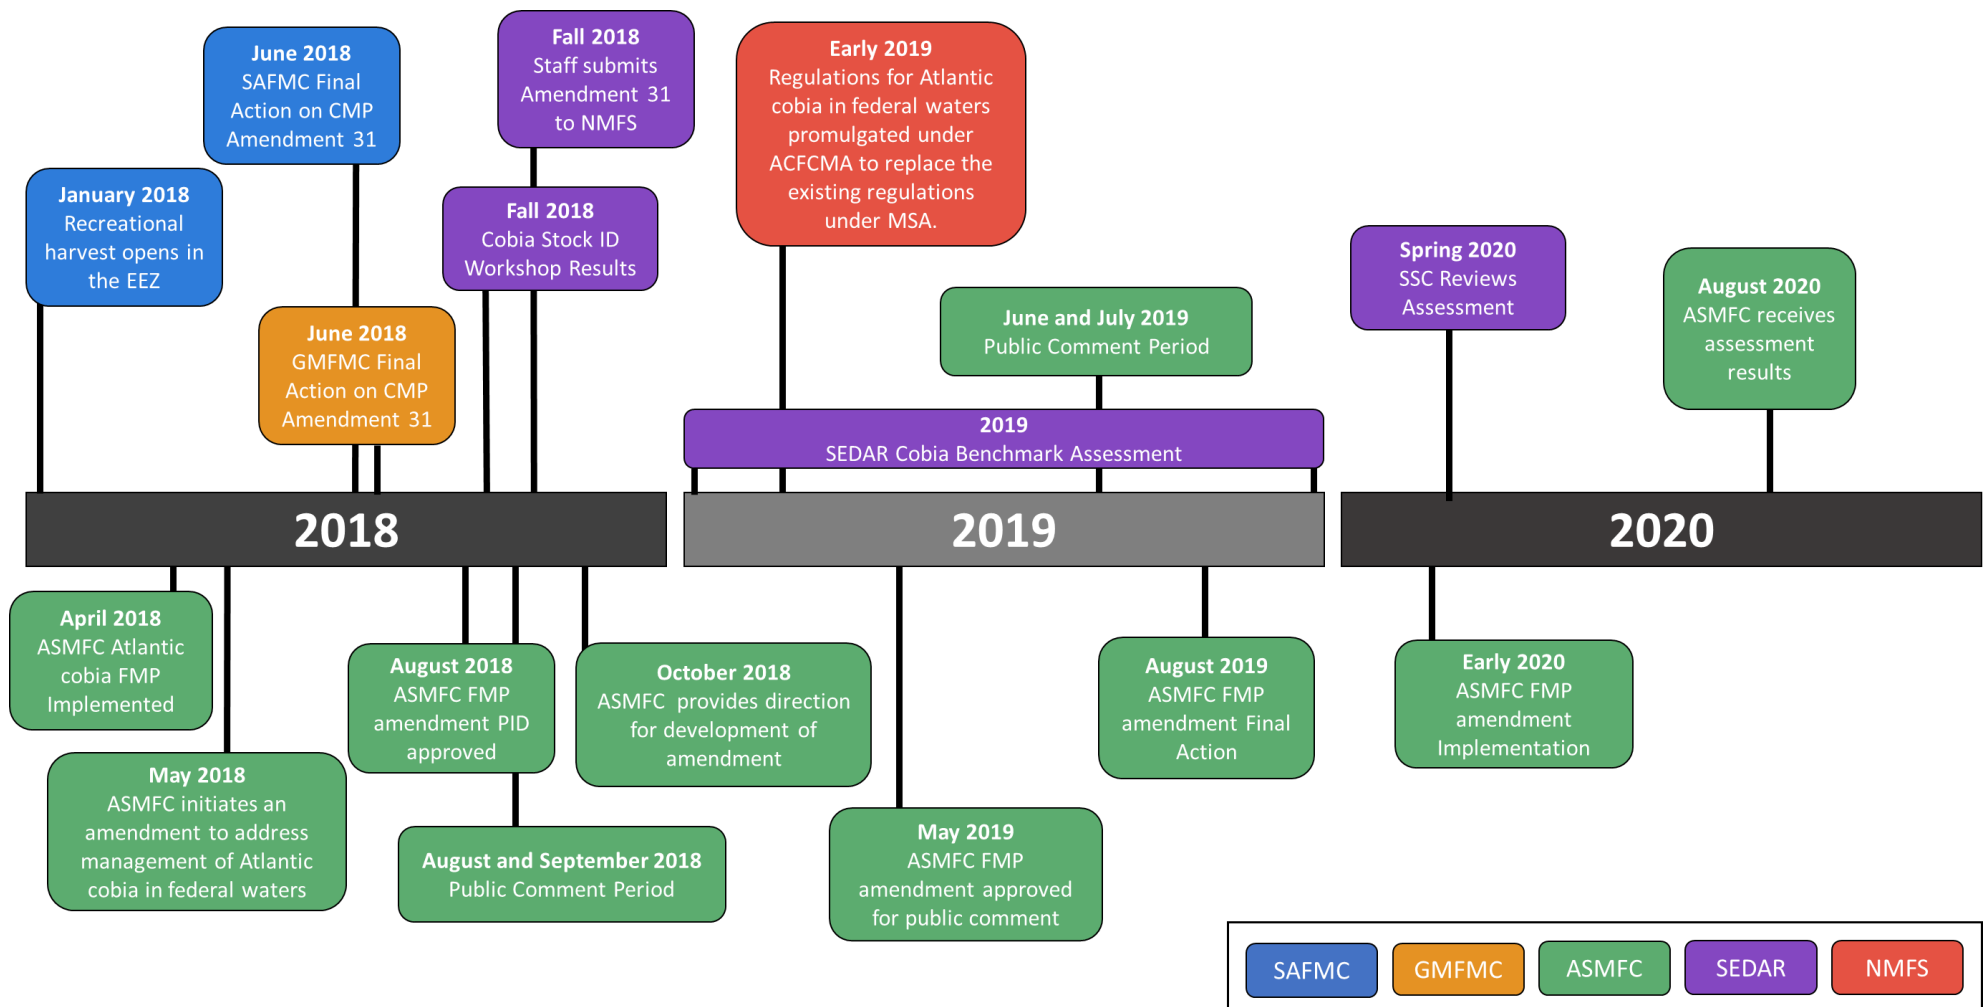 June 2018
SAFMC Final
Action on CMP
Amendment 31
Fall 2018
Staff submits
Amendment 31
to NMFS
Early 2019
Regulations for Atlantic
cobia in federal waters
promulgated under
ACFCMA to replace the
existing regulations
under MSA.
January 2018
Recreational
harvest opens in
the EEZ
Fall 2018
Cobia Stock ID
Workshop Results
June 2018
GMFMC Final
Action on CMP
Amendment 31
June and July 2019
Public Comment Period
Spring 2020
SSC Reviews
Assessment
August 2020
ASMFC receives
assessment
results
2019
SEDAR Cobia Benchmark Assessment
2018
2019
2020
April 2018
ASMFC Atlantic
cobia FMP
Implemented
May 2018
ASMFC initiates an
amendment to address
management of Atlantic
cobia in federal waters
August 2018
ASMFC FMP
amendment PID
approved
August and September 2018
Public Comment Period
October 2018
ASMFC provides direction
for development of
amendment
May 2019
ASMFC FMP
amendment approved
for public comment
August 2019
ASMFC FMP
amendment Final
Action
Early 2020
ASMFC FMP
amendment
Implementation
SAFMC
GMFMC
ASMFC
SEDAR
NMFS